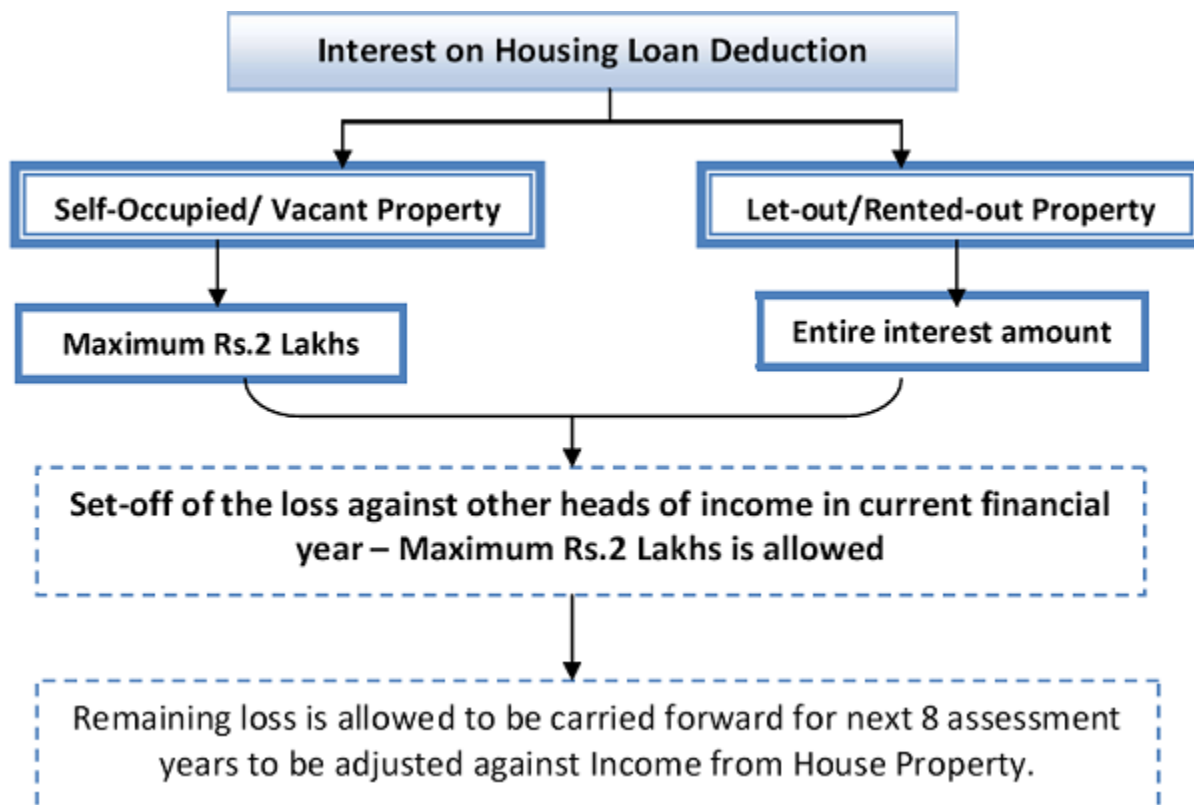 Interest on Housing Loan Deduction
Self-Occupied/ Vacant Property
Let-out/Rented-out Property
Maximum Rs.2 Lakhs
Entire interest amount
Set-off of the loss against other heads of income in current financial
year – Maximum Rs.2 Lakhs is allowed
Remaining loss is allowed to be carried forward for next 8 assessment
years to be adjusted against Income from House Property.